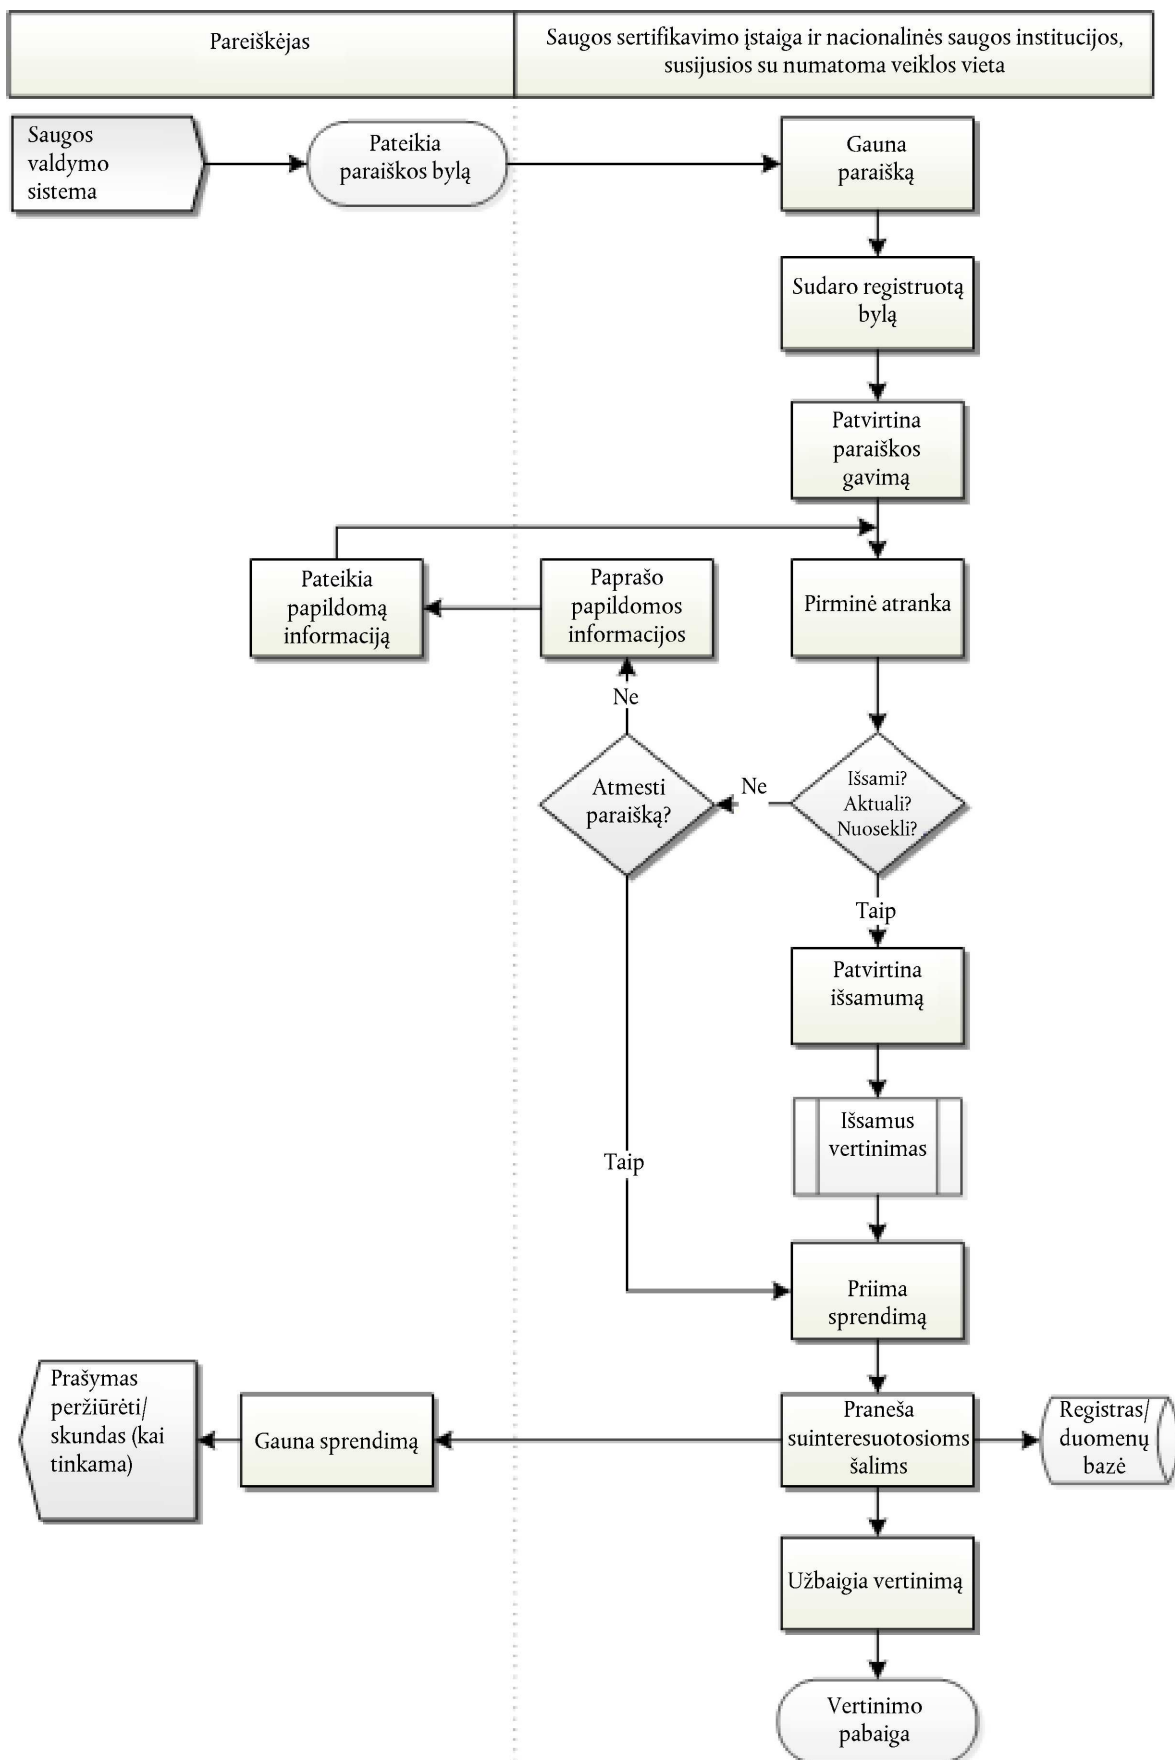 Pareiškėjas
Saugos sertifikavimo įstaiga ir nacionalinės saugos institucijos,
susijusios su numatoma veiklos vieta
Saugos
valdymo
sistema
Pateikia
paraiškos bylą
Gauna
paraišką
Sudaro registruotą
bylą
Patvirtina
paraiškos
gavimą
Pateikia
papildomą
informaciją
Paprašo
papildomos
informacijos
Pirminė atranka
Ne
Atmesti
paraišką?
Ne
Išsami?
Aktuali?
Nuosekli?
Taip
Patvirtina
išsamumą
Išsamus
vertinimas
Taip
Priima
sprendimą
Prašymas
peržiūrėti/
skundas (kai
tinkama)
Gauna sprendimą
Praneša
suinteresuotosioms
šalims
Registras/
duomenų
bazė
Užbaigia vertinimą
Vertinimo
pabaiga